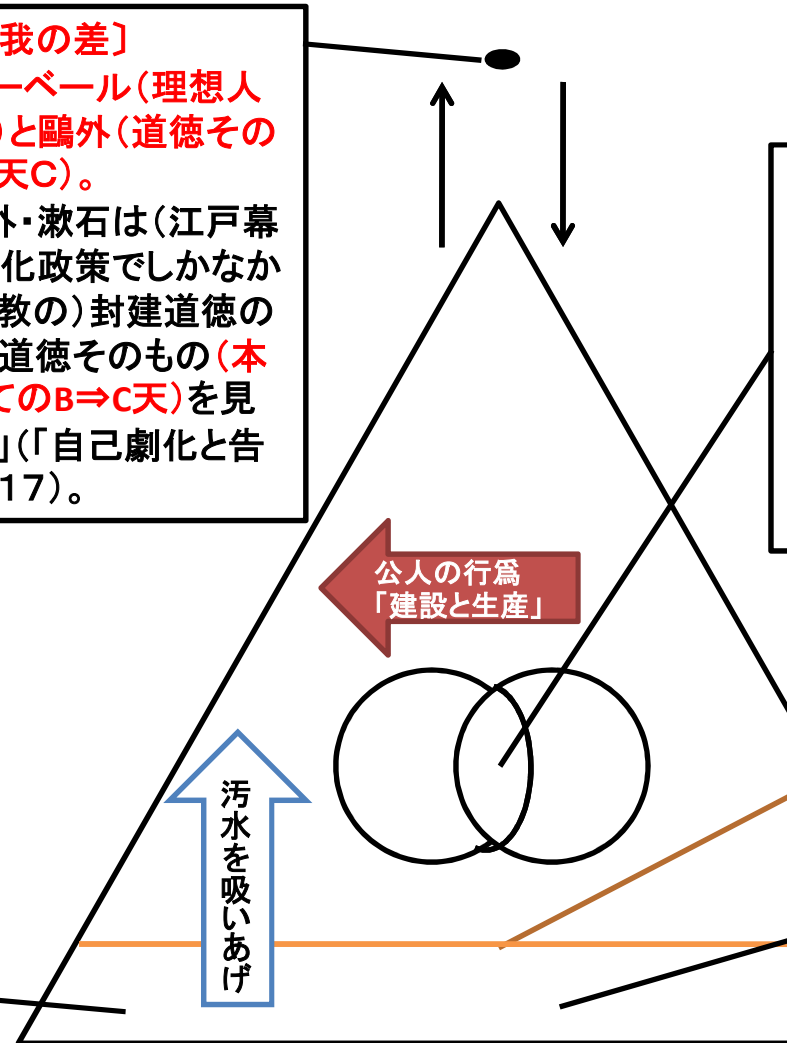 我の差〕
ーベール（理想人
）と鷗外（道徳その
天Ｃ）。
外・漱石は（江戸幕
化政策でしかなか
教の）封建道徳の
道徳そのもの（本
てのB⇒C天）を見
」（「自己劇化と告
１７）。
公人の行爲
「建設と生産」
汚水を吸いあげ